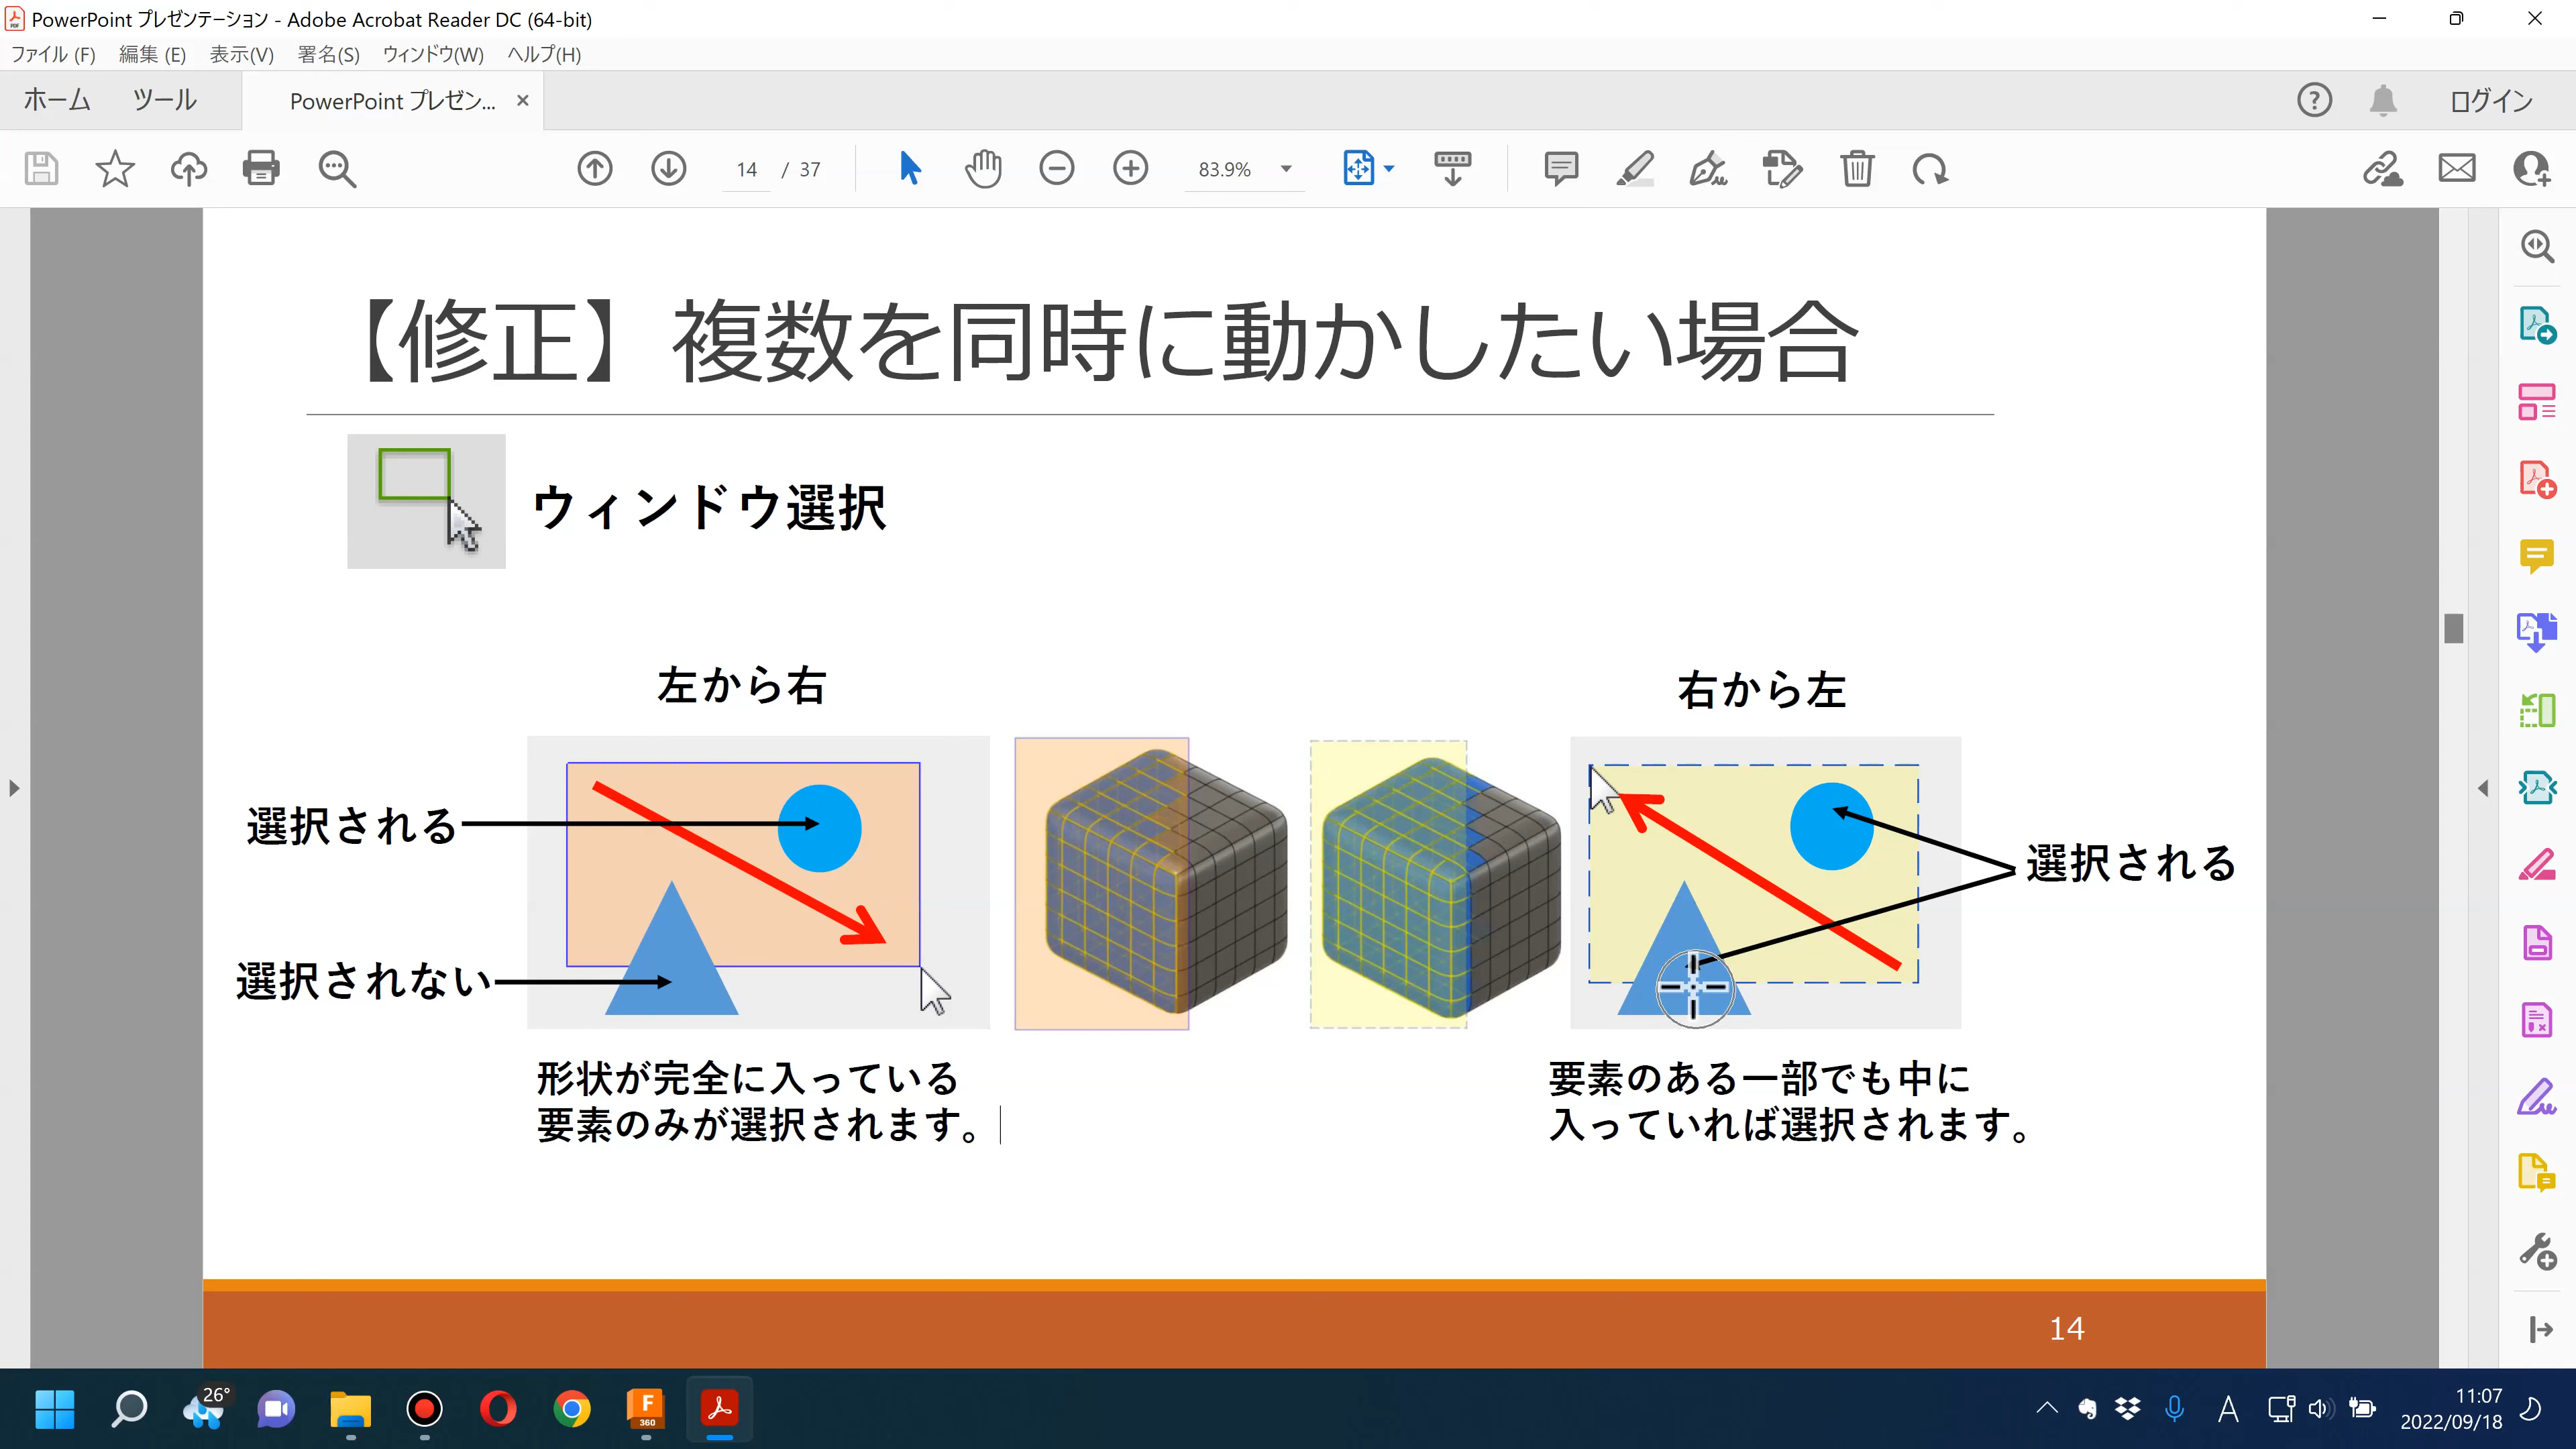 PowerPoint プレゼンテーション - Adobe Acrobat Reader DC (64-bit)
ファイル (F) 編集 (E) 表示(V) 署名(S) ウィンドウ(W) ヘルプ(H)
ホーム ツール PowerPoint プレゼン... × ログイン
14 / 37 83.9%
【修正】複数を同時に動かしたい場合
ウィンドウ選択
左から右
右から左
選択される
選択される
選択されない
形状が完全に入っている
要素のみが選択されます。
要素のある一部でも中に
入っていれば選択されます。
14
26°
F
360
A
11:07
2022/09/18